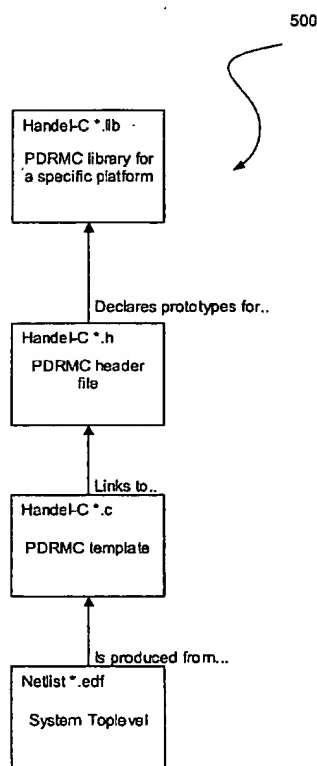 500
Handel-C *.lib
PDRMC library for
a specific platform
Declares prototypes for..
Handel-C *.h
PDRMC header
file
Links to..
Handel-C *.c
PDRMC template
Is produced from...
Netlist *.edf
System Toplevel